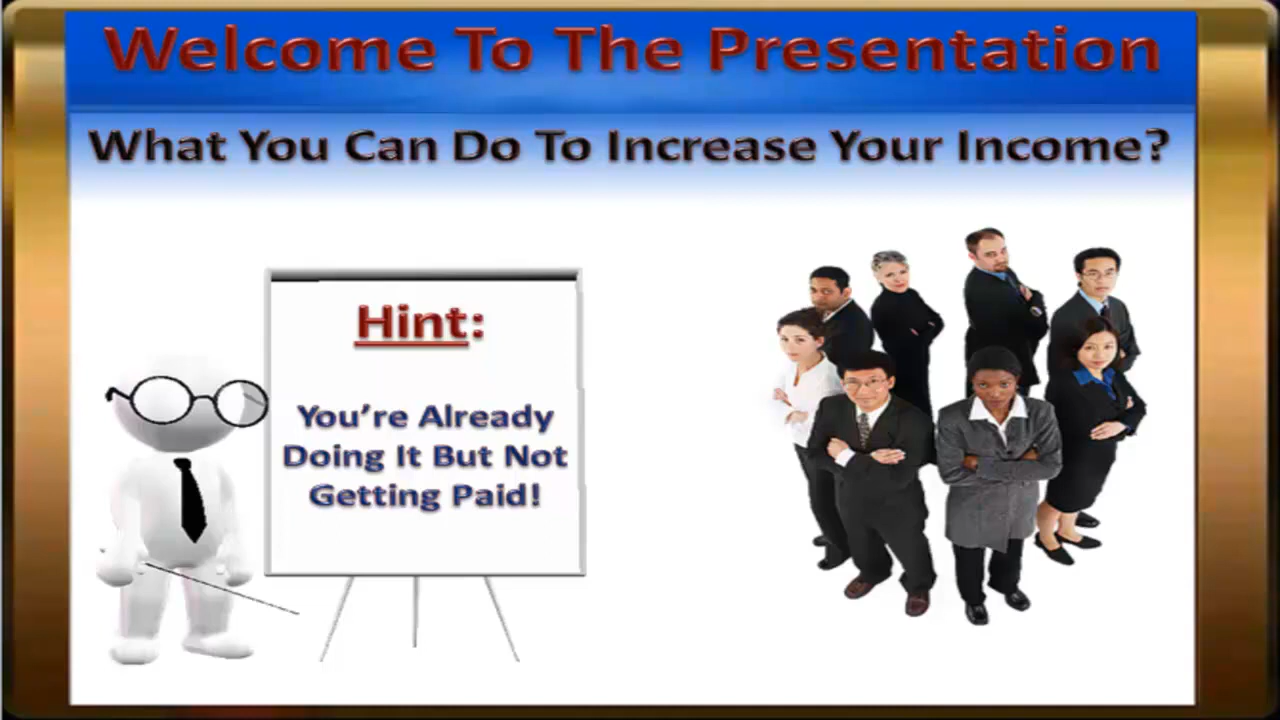 Welcome To The Presentation
What You Can Do To Increase Your Income?
Hint:
You’re Already
Doing It But Not
Getting Paid!